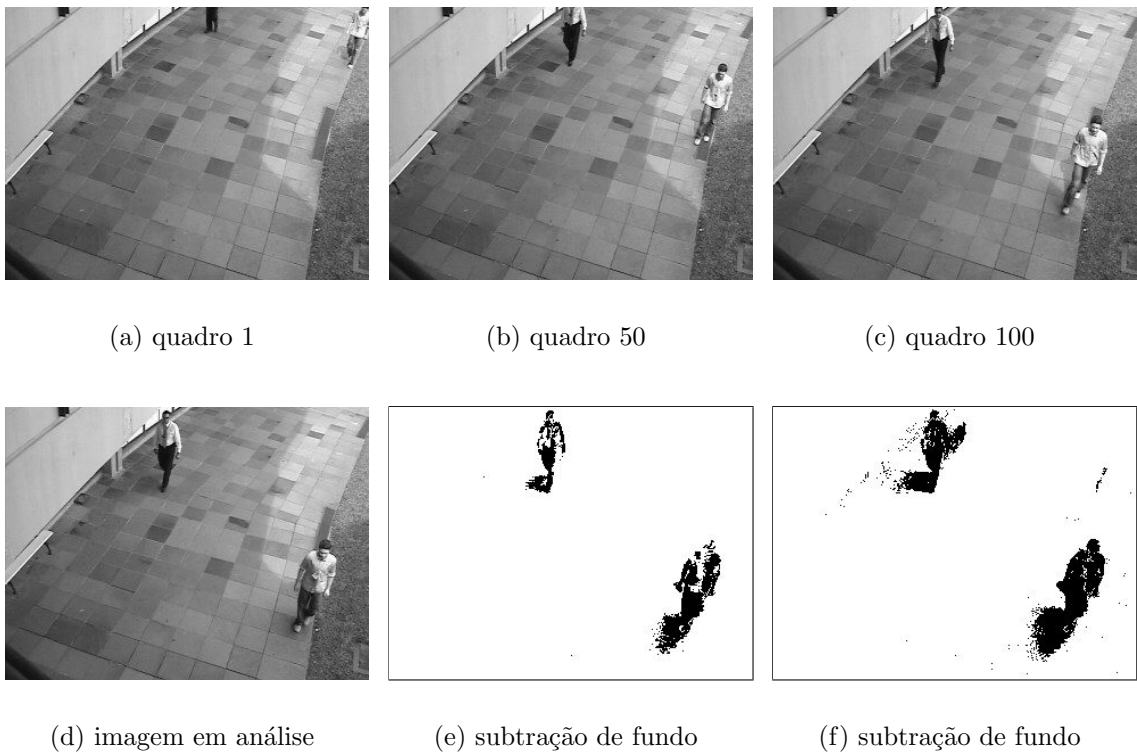 (a) quadro 1
(b) quadro 50
(c) quadro 100
(d) imagem em análise
(e) subtração de fundo
(f) subtração de fundo